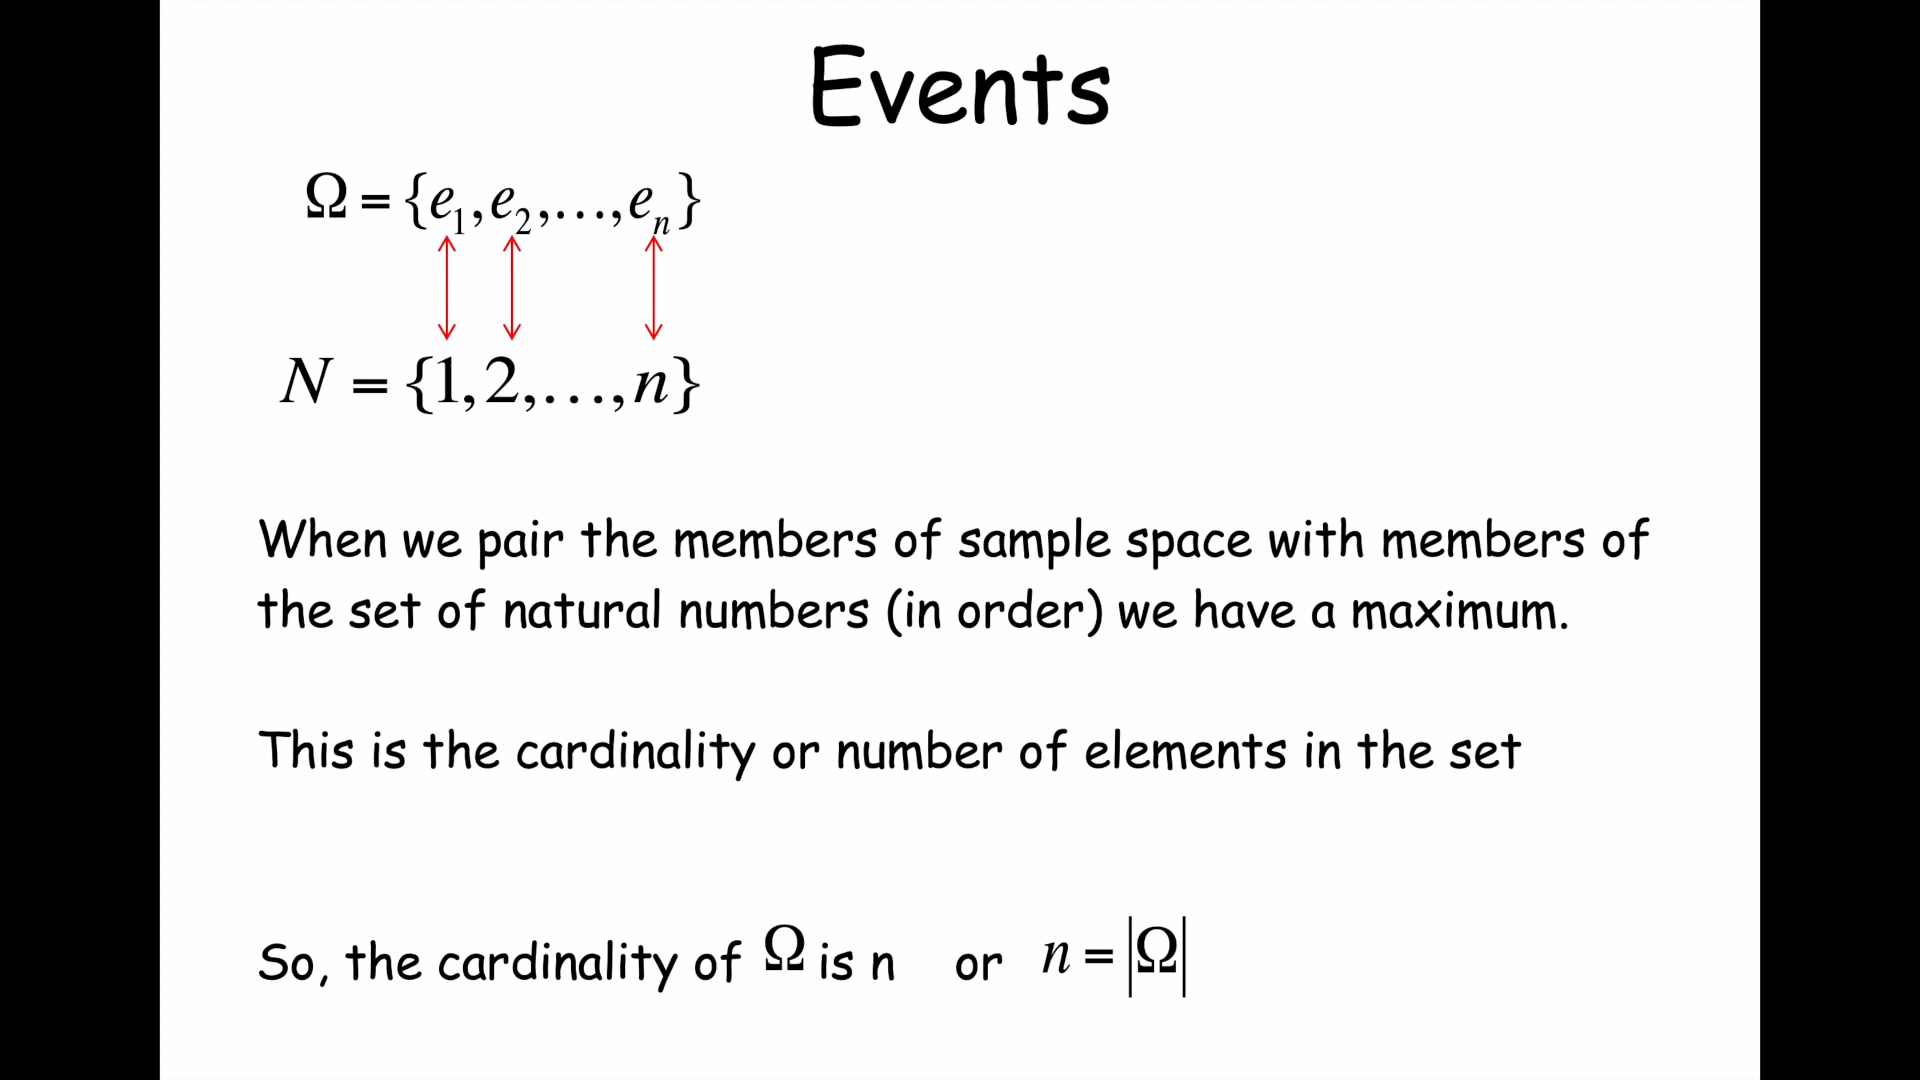 Events
Ω = {e₁, e₂, ..., eₙ}
N = {1, 2, ..., n}
When we pair the members of sample space with members of
the set of natural numbers (in order) we have a maximum.
This is the cardinality or number of elements in the set
So, the cardinality of Ω is n or n = |Ω|